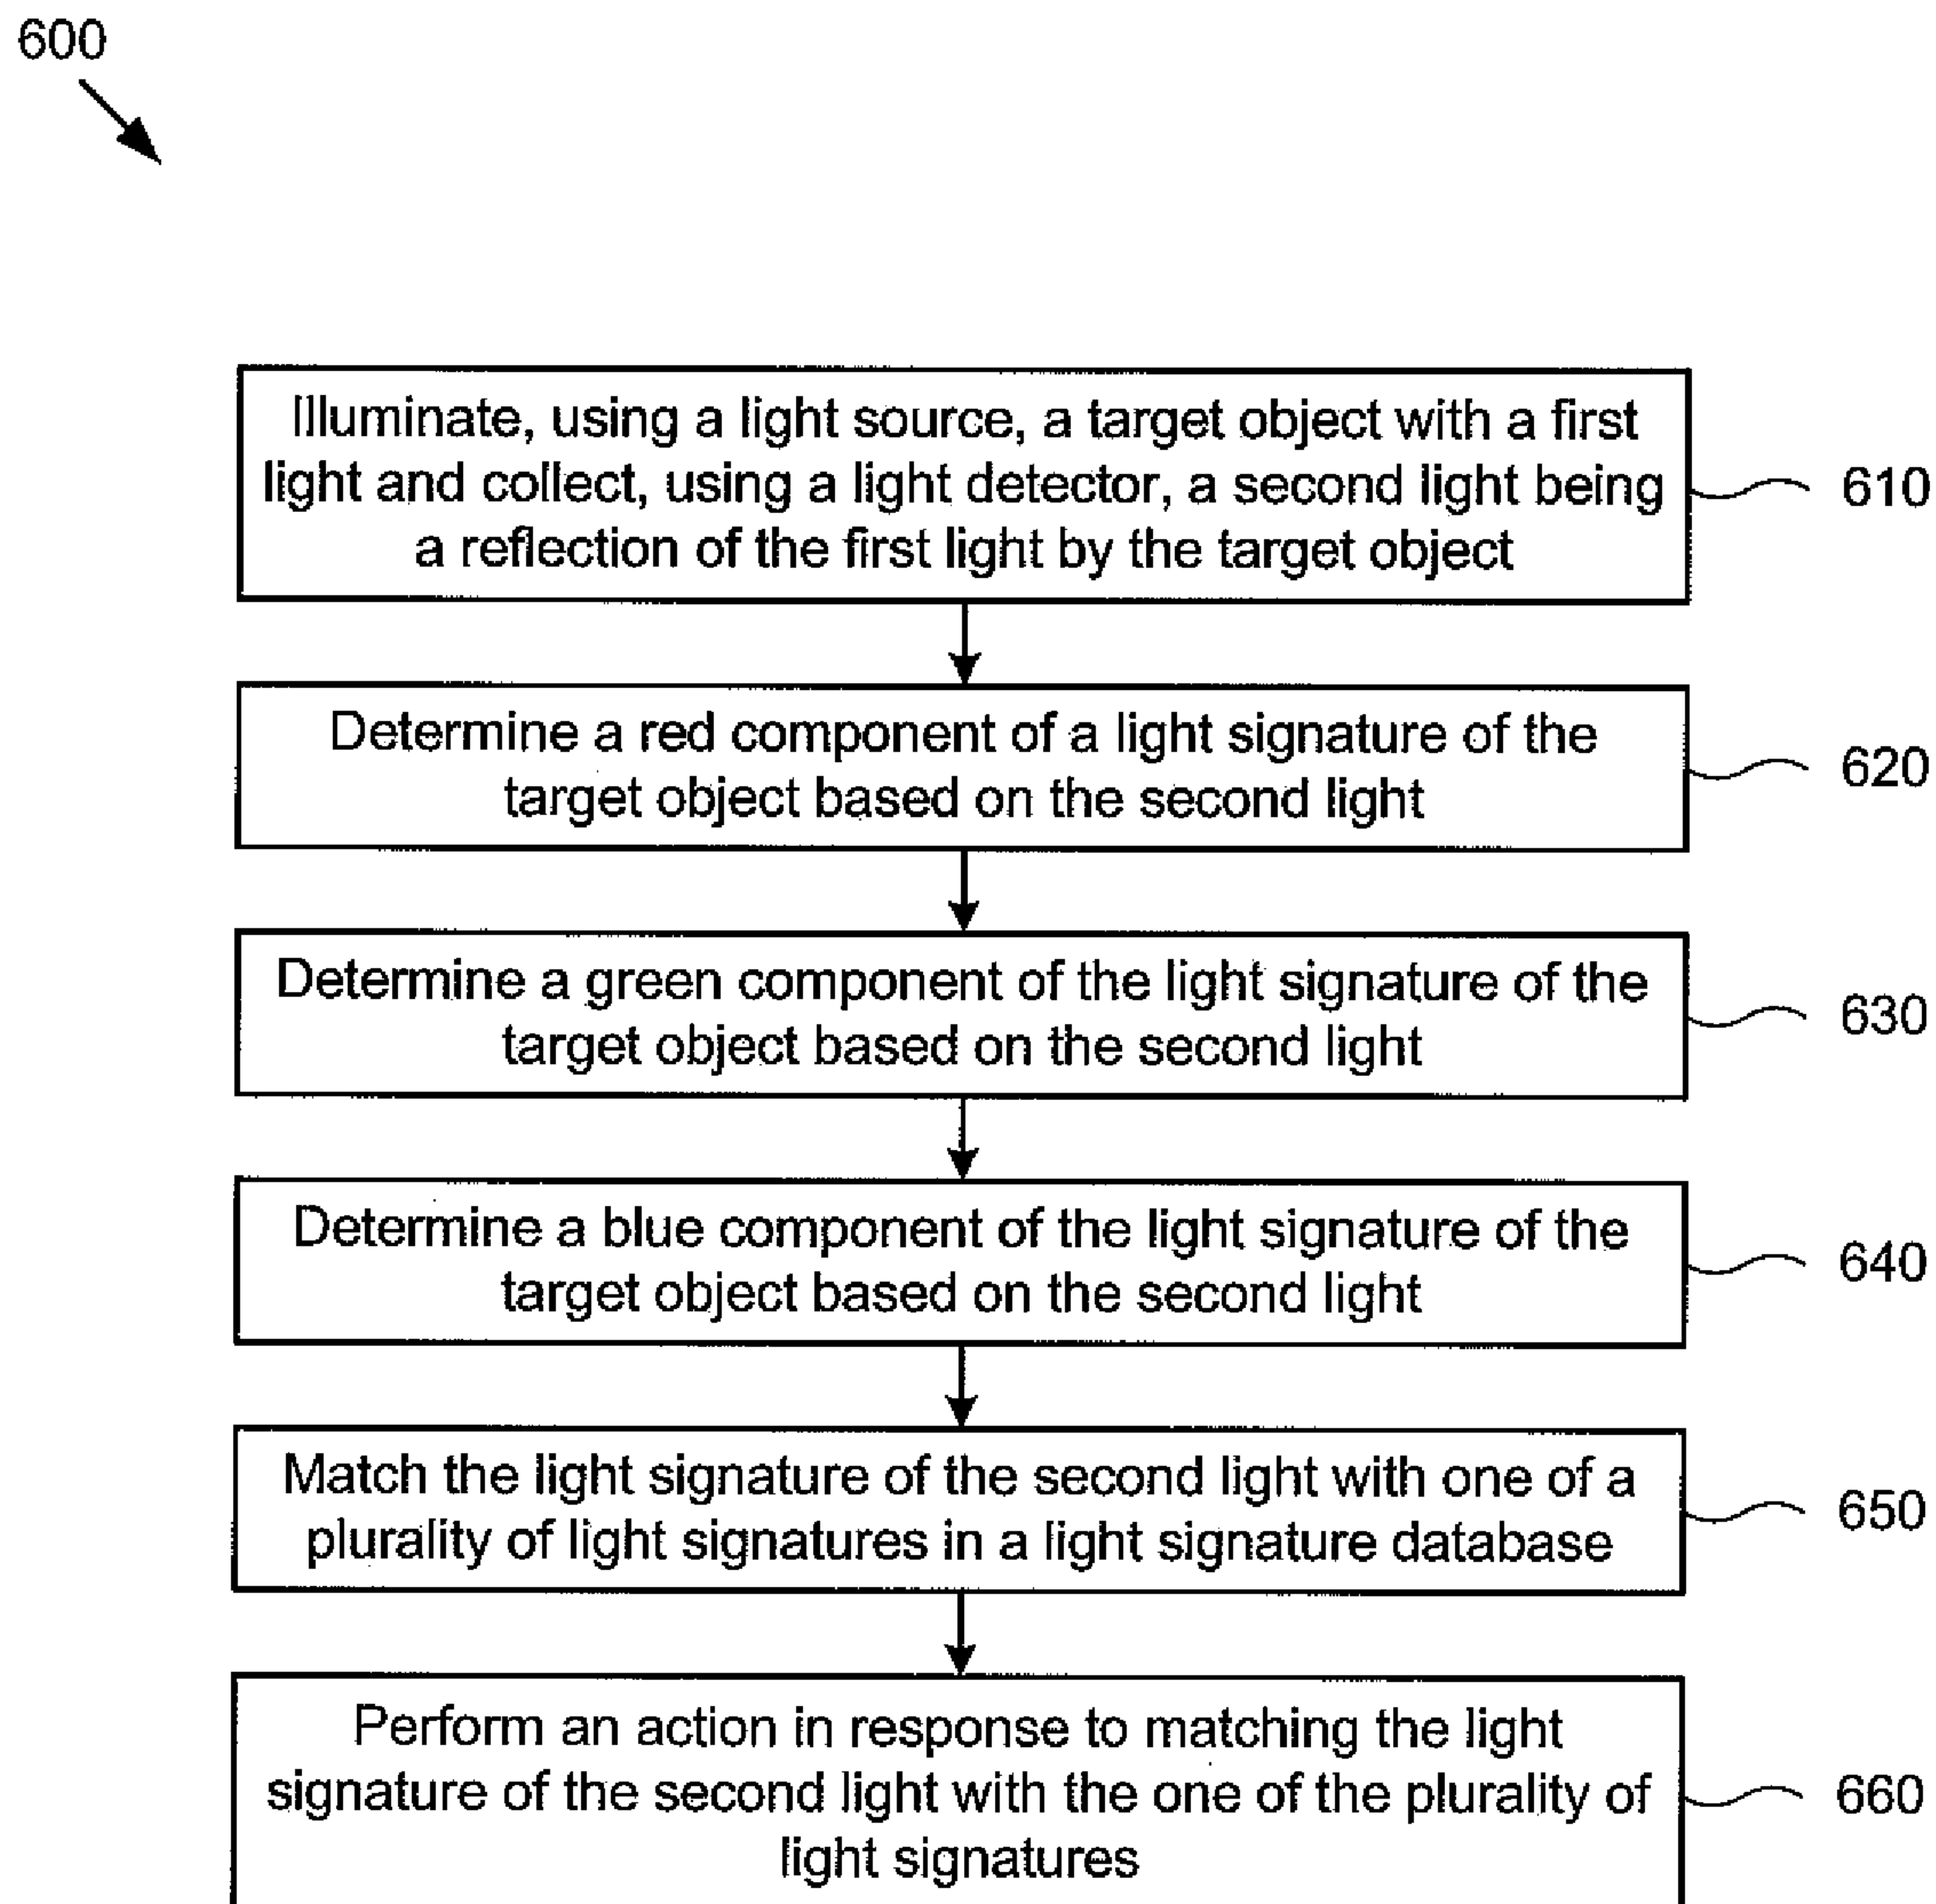 600
Illuminate, using a light source, a target object with a first
light and collect, using a light detector, a second light being
a reflection of the first light by the target object
610
Determine a red component of a light signature of the
target object based on the second light
620
Determine a green component of the light signature of the
target object based on the second light
630
Determine a blue component of the light signature of the
target object based on the second light
640
Match the light signature of the second light with one of a
plurality of light signatures in a light signature database
650
Perform an action in response to matching the light
signature of the second light with the one of the plurality of
light signatures
660